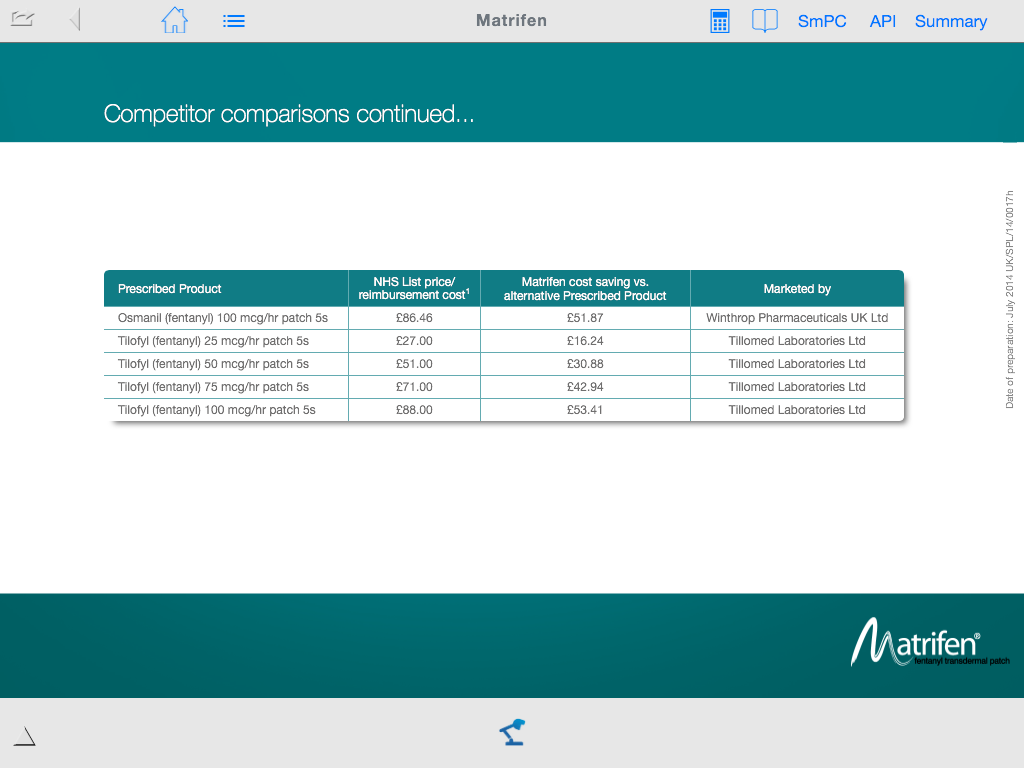 Matrifen
SmPC API Summary
Competitor comparisons continued...
Date of preparation: July 2014 UK/SPL/14/0017h
Prescribed Product
NHS List price/
reimbursement cost¹
Matrifen cost saving vs.
alternative Prescribed Product
Marketed by
Osmanil (fentanyl) 100 mcg/hr patch 5s £86.46 £51.87 Winthrop Pharmaceuticals UK Ltd
Tilofyl (fentanyl) 25 mcg/hr patch 5s £27.00 £16.24 Tillomed Laboratories Ltd
Tilofyl (fentanyl) 50 mcg/hr patch 5s £51.00 £30.88 Tillomed Laboratories Ltd
Tilofyl (fentanyl) 75 mcg/hr patch 5s £71.00 £42.94 Tillomed Laboratories Ltd
Tilofyl (fentanyl) 100 mcg/hr patch 5s £88.00 £53.41 Tillomed Laboratories Ltd
Matrifen®
fentanyl transdermal patch